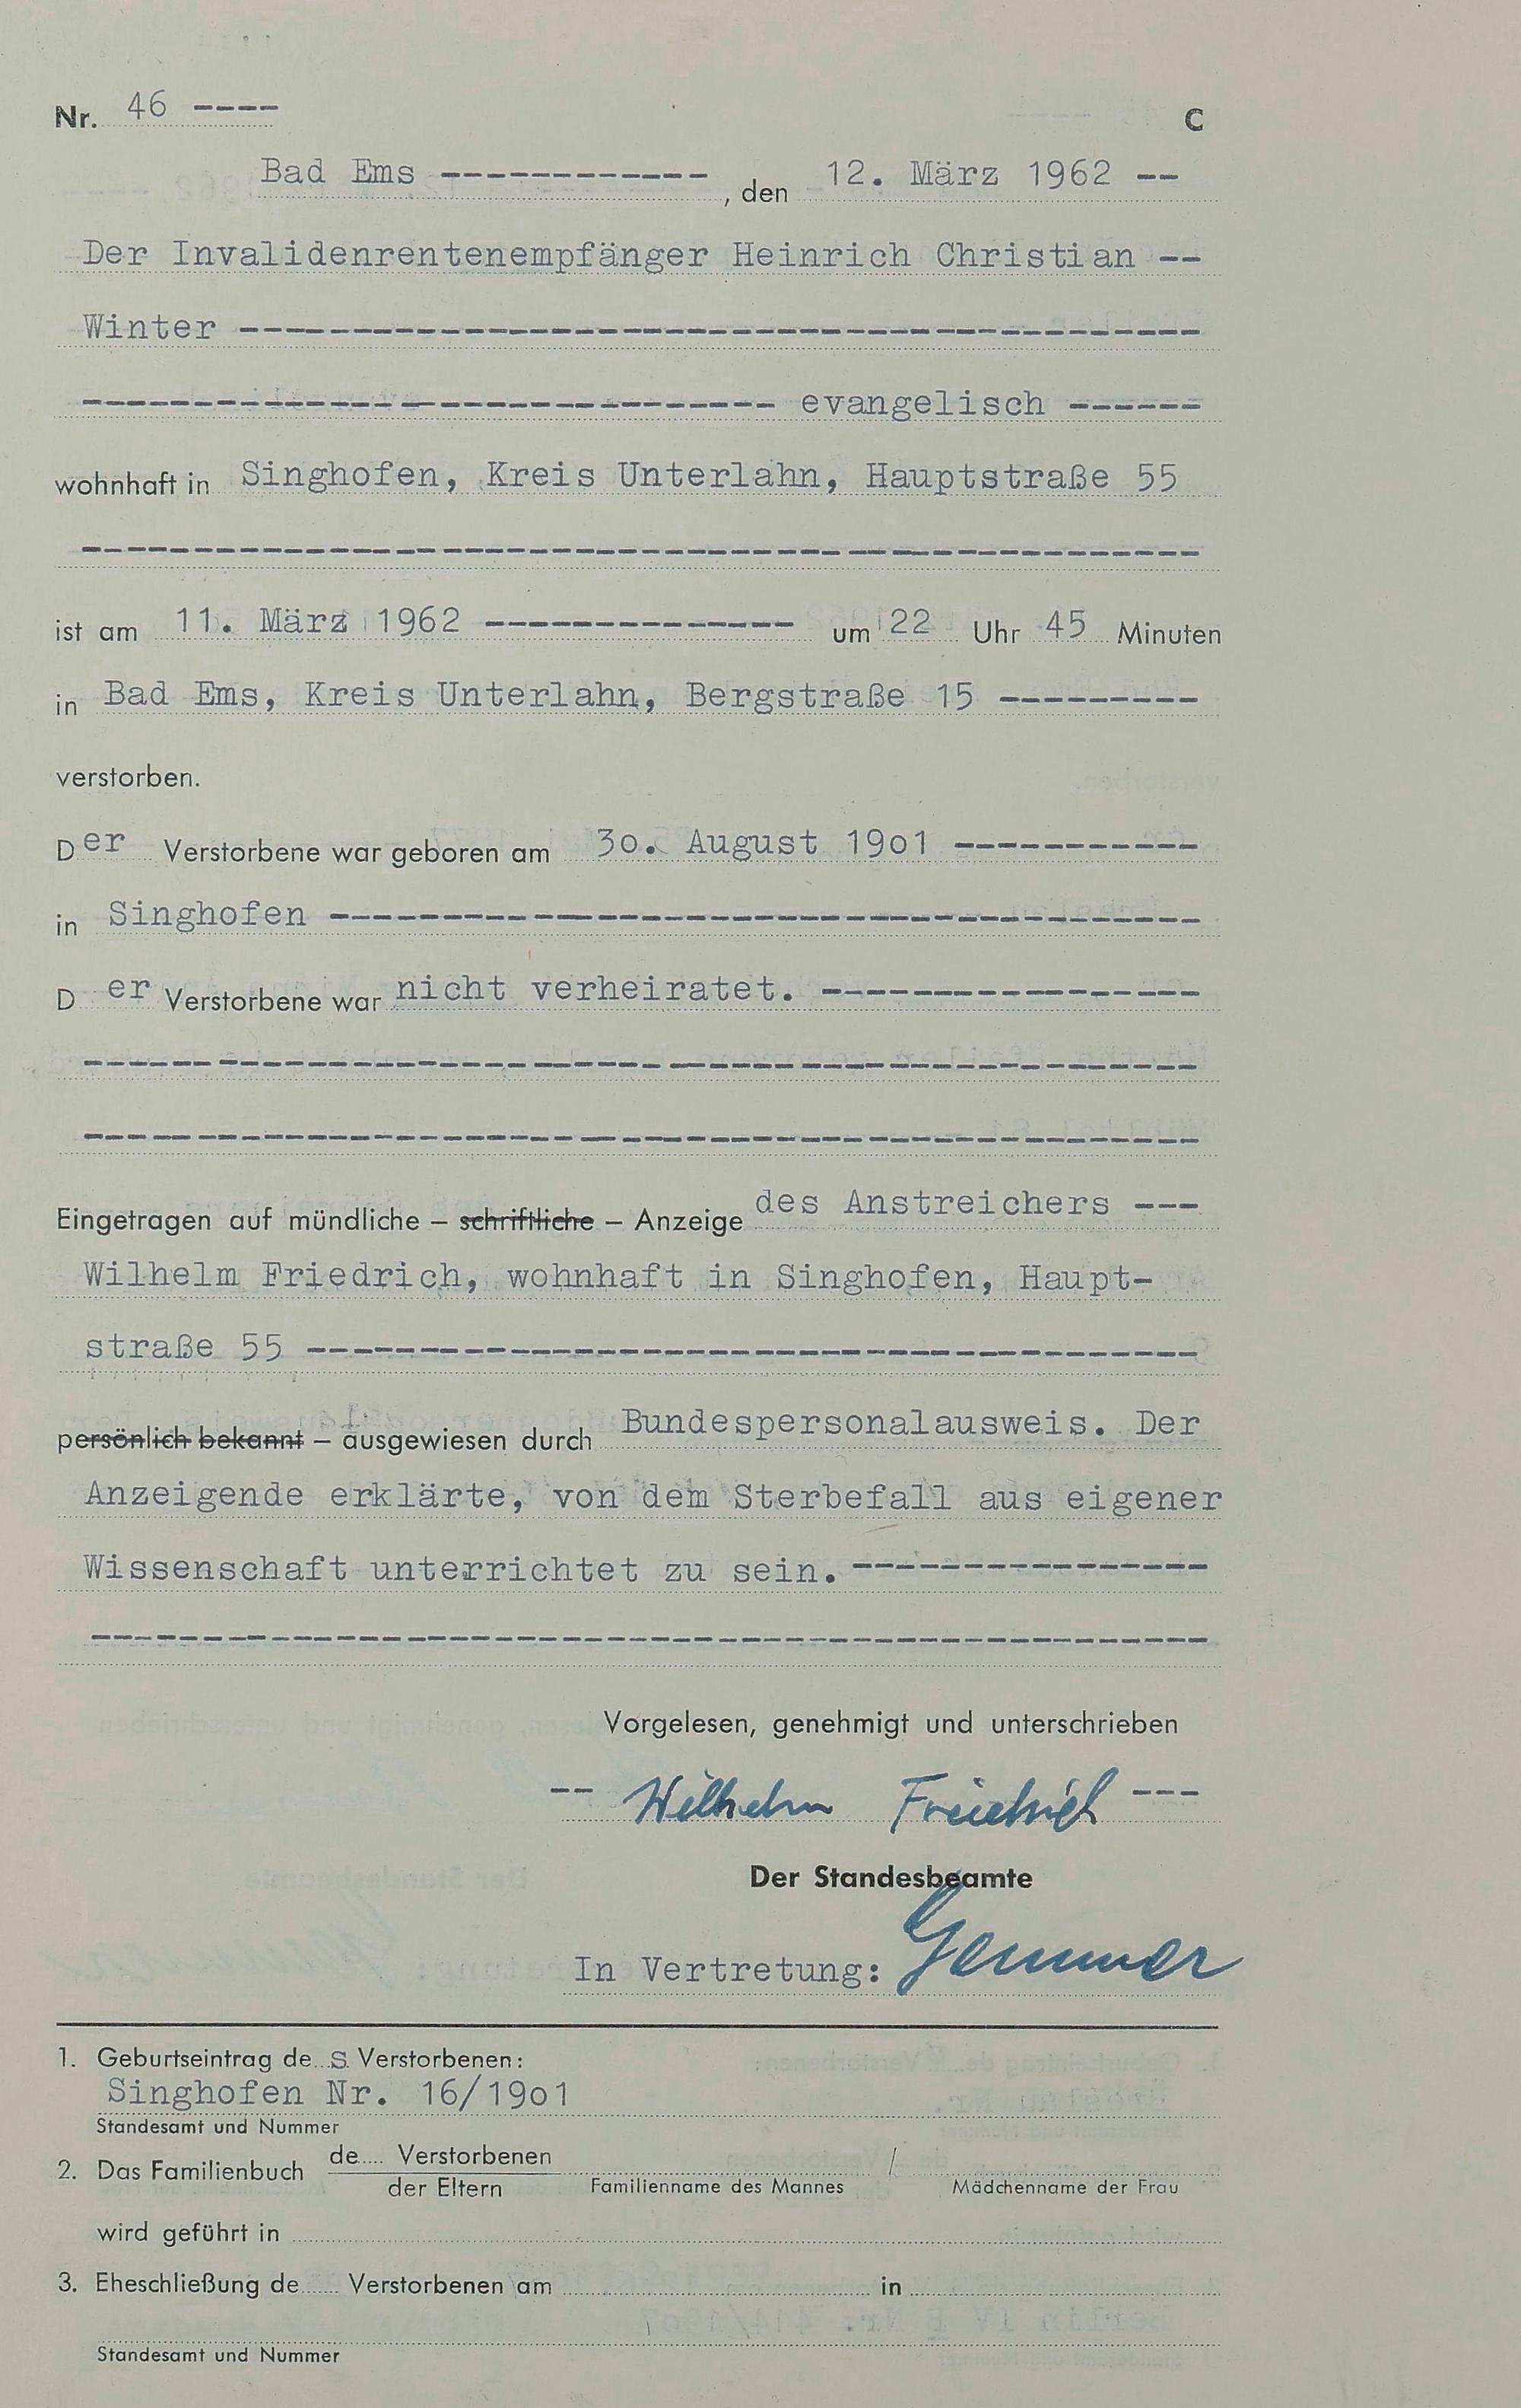 Nr. 46 ---- C
Bad Ems ------------, den 12. März 1962 --
Der Invalidenrentenempfänger Heinrich Christian --
Winter -------------------------------------------
------------------------------- evangelisch ------
wohnhaft in Singhofen, Kreis Unterlahn, Hauptstraße 55
--------------------------------------------------
ist am 11. März 1962 -------------- um 22 Uhr 45 Minuten
in Bad Ems, Kreis Unterlahn, Bergstraße 15 ---------
verstorben.
Der Verstorbene war geboren am 3o. August 19o1 -----------
in Singhofen ---------------------------------------
D er Verstorbene war nicht verheiratet. -----------------
--------------------------------------------------
--------------------------------------------------
Eingetragen auf mündliche – schriftliche – Anzeige des Anstreichers ---
Wilhelm Friedrich, wohnhaft in Singhofen, Haupt-
straße 55 ----------------------------------------
persönlich bekannt – ausgewiesen durch Bundespersonalausweis. Der
Anzeigende erklärte, von dem Sterbefall aus eigener
Wissenschaft unterrichtet zu sein. ----------------
--------------------------------------------------
Vorgelesen, genehmigt und unterschrieben
-- Wilhelm Friedrich ---
Der Standesbeamte
In Vertretung: Gemmer
1. Geburtseintrag des Verstorbenen:
Singhofen Nr. 16/19o1
Standesamt und Nummer
2. Das Familienbuch de..... Verstorbenen /
der Eltern Familienname des Mannes Mädchenname der Frau
wird geführt in
3. Eheschließung de...... Verstorbenen am in
Standesamt und Nummer